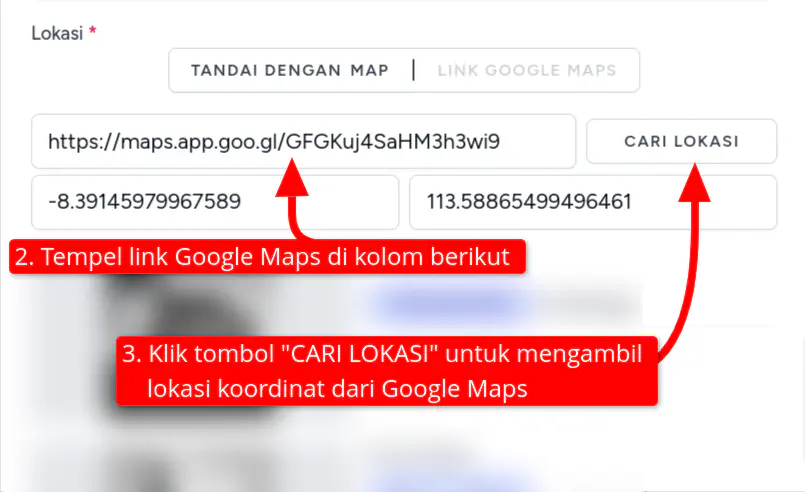 Lokasi *
TANDAI DENGAN MAP | LINK GOOGLE MAPS
https://maps.app.goo.gl/GFGKuj4SaHM3h3wi9
CARI LOKASI
-8.39145979967589
113.58865499496461
2. Tempel link Google Maps di kolom berikut
3. Klik tombol "CARI LOKASI" untuk mengambil
lokasi koordinat dari Google Maps